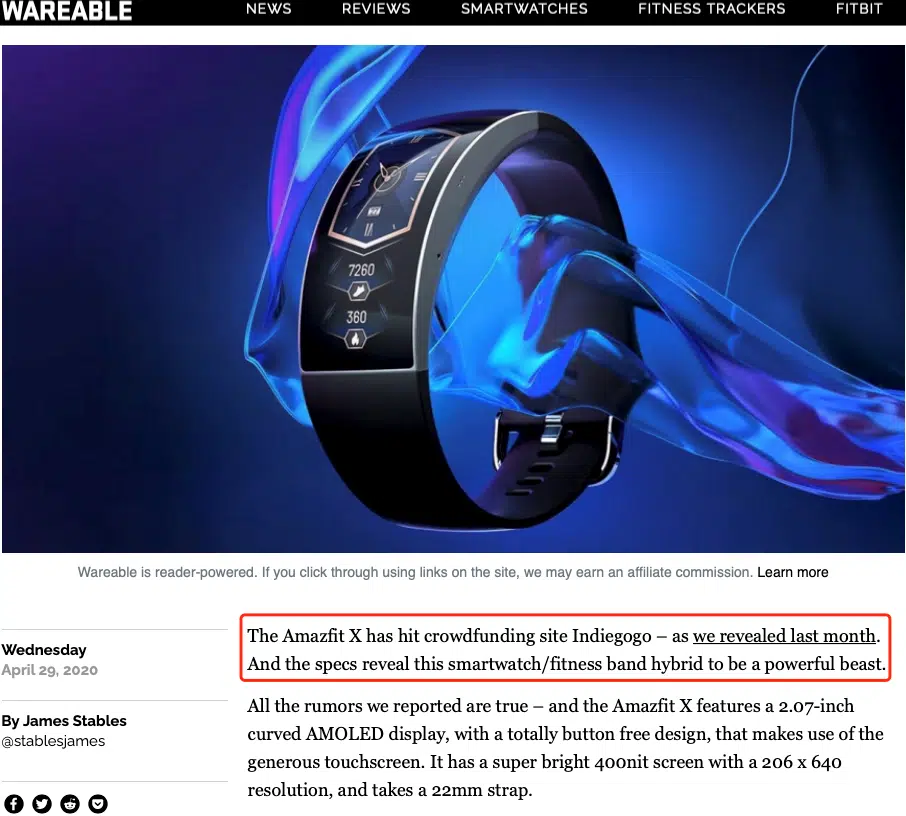 WAREABLE
NEWS
REVIEWS
SMARTWATCHES
FITNESS TRACKERS
FITBIT
7260
360
Wareable is reader-powered. If you click through using links on the site, we may earn an affiliate commission. Learn more
Wednesday
April 29, 2020
By James Stables
@stablesjames
The Amazfit X has hit crowdfunding site Indiegogo – as we revealed last month.
And the specs reveal this smartwatch/fitness band hybrid to be a powerful beast.
All the rumors we reported are true – and the Amazfit X features a 2.07-inch
curved AMOLED display, with a totally button free design, that makes use of the
generous touchscreen. It has a super bright 400nit screen with a 206 x 640
resolution, and takes a 22mm strap.